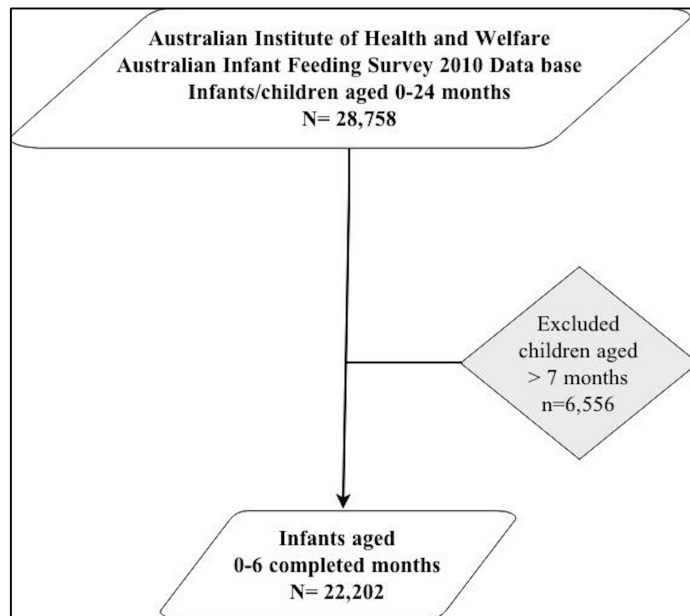 Australian Institute of Health and Welfare
Australian Infant Feeding Survey 2010 Data base
Infants/children aged 0-24 months
N= 28,758
Excluded
children aged
> 7 months
n=6,556
Infants aged
0-6 completed months
N= 22,202